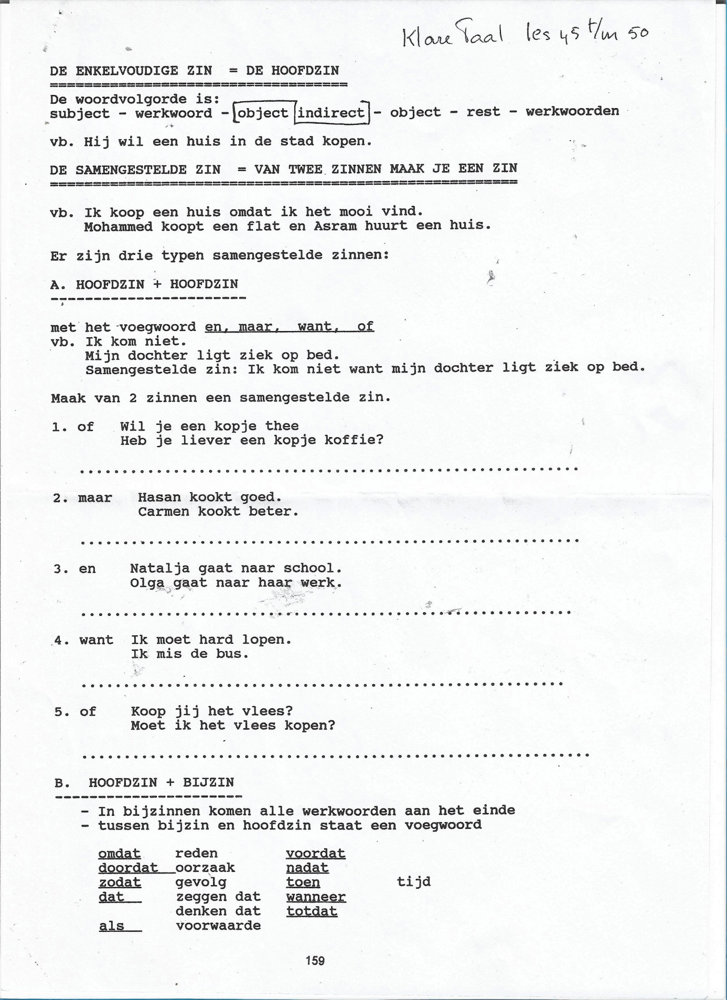 Klare Taal les 45 t/m 50
DE ENKELVOUDIGE ZIN = DE HOOFDZIN
===================================
De woordvolgorde is:
subject - werkwoord - object indirect - object - rest - werkwoorden
vb. Hij wil een huis in de stad kopen.
DE SAMENGESTELDE ZIN = VAN TWEE ZINNEN MAAK JE EEN ZIN
=======================================================
vb. Ik koop een huis omdat ik het mooi vind.
Mohammed koopt een flat en Asram huurt een huis.
Er zijn drie typen samengestelde zinnen:
A. HOOFDZIN + HOOFDZIN
-----------------------
met het voegwoord en, maar, want, of
vb. Ik kom niet.
Mijn dochter ligt ziek op bed.
Samengestelde zin: Ik kom niet want mijn dochter ligt ziek op bed.
Maak van 2 zinnen een samengestelde zin.
1. of Wil je een kopje thee
Heb je liever een kopje koffie?
...........................................................
2. maar Hasan kookt goed.
Carmen kookt beter.
...........................................................
3. en Natalja gaat naar school.
Olga gaat naar haar werk.
..........................................................
4. want Ik moet hard lopen.
Ik mis de bus.
.........................................................
5. of Koop jij het vlees?
Moet ik het vlees kopen?
............................................................
B. HOOFDZIN + BIJZIN
----------------------
- In bijzinnen komen alle werkwoorden aan het einde
- tussen bijzin en hoofdzin staat een voegwoord
omdat reden voordat
doordat oorzaak nadat
zodat gevolg toen tijd
dat zeggen dat wanneer
denken dat totdat
als voorwaarde
159